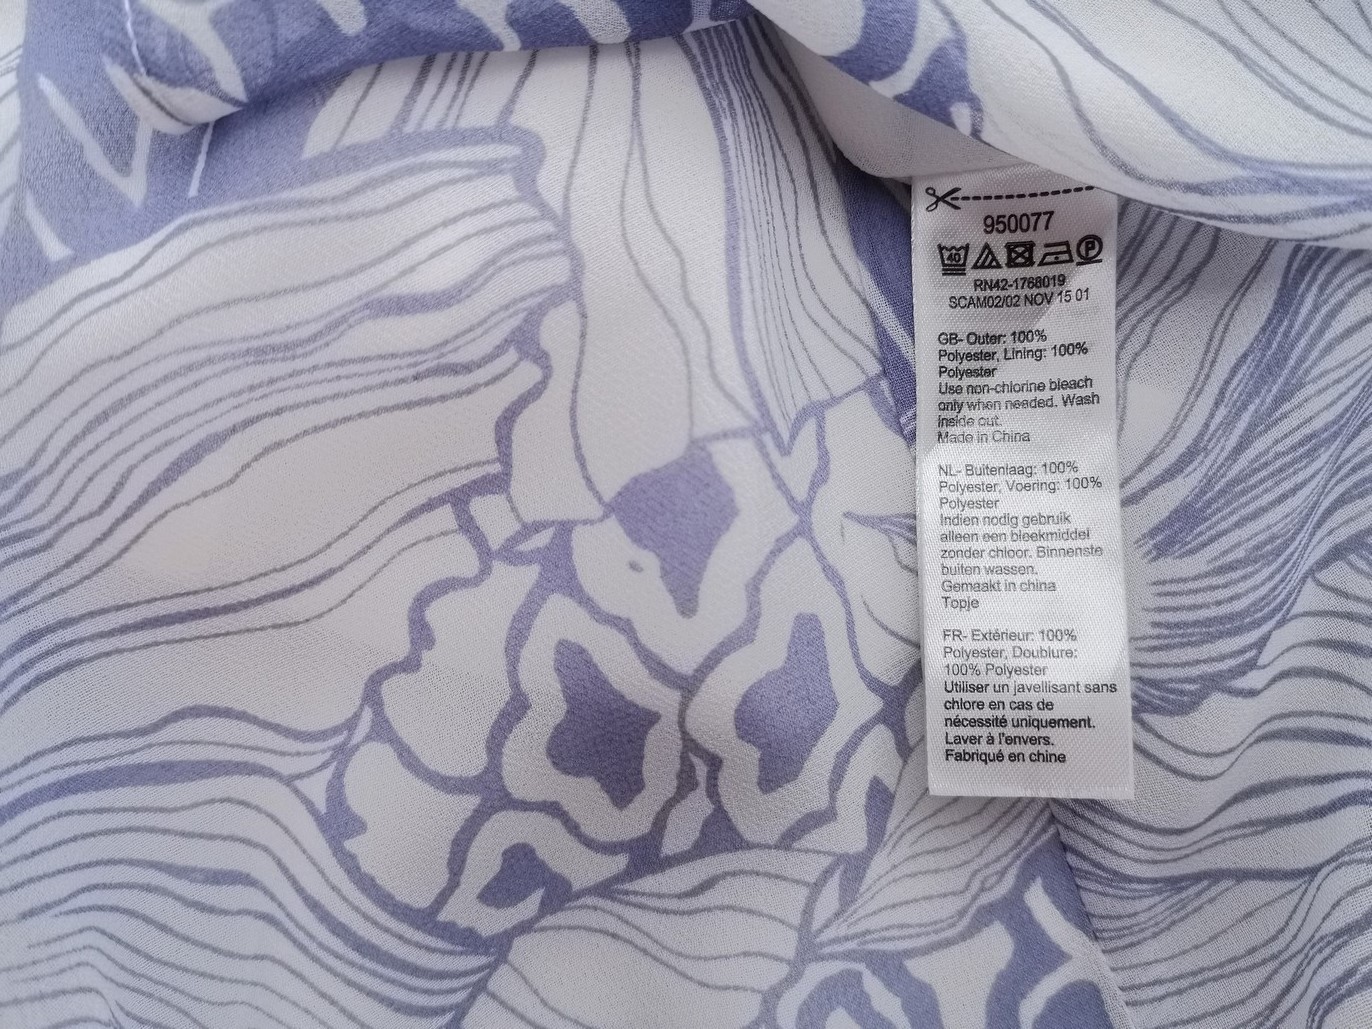 950077
40 P
RN42-1768019
SCAM02/02 NOV 15 01
GB- Outer: 100%
Polyester, Lining: 100%
Polyester
Use non-chlorine bleach
only when needed. Wash
inside out.
Made in China
NL- Buitenlaag: 100%
Polyester, Voering: 100%
Polyester
Indien nodig gebruik
alleen een bleekmiddel
zonder chloor. Binnenste
buiten wassen.
Gemaakt in china
Topje
FR- Extérieur: 100%
Polyester, Doublure:
100% Polyester
Utiliser un javellisant sans
chlore en cas de
nécessité uniquement.
Laver à l'envers.
Fabriqué en chine